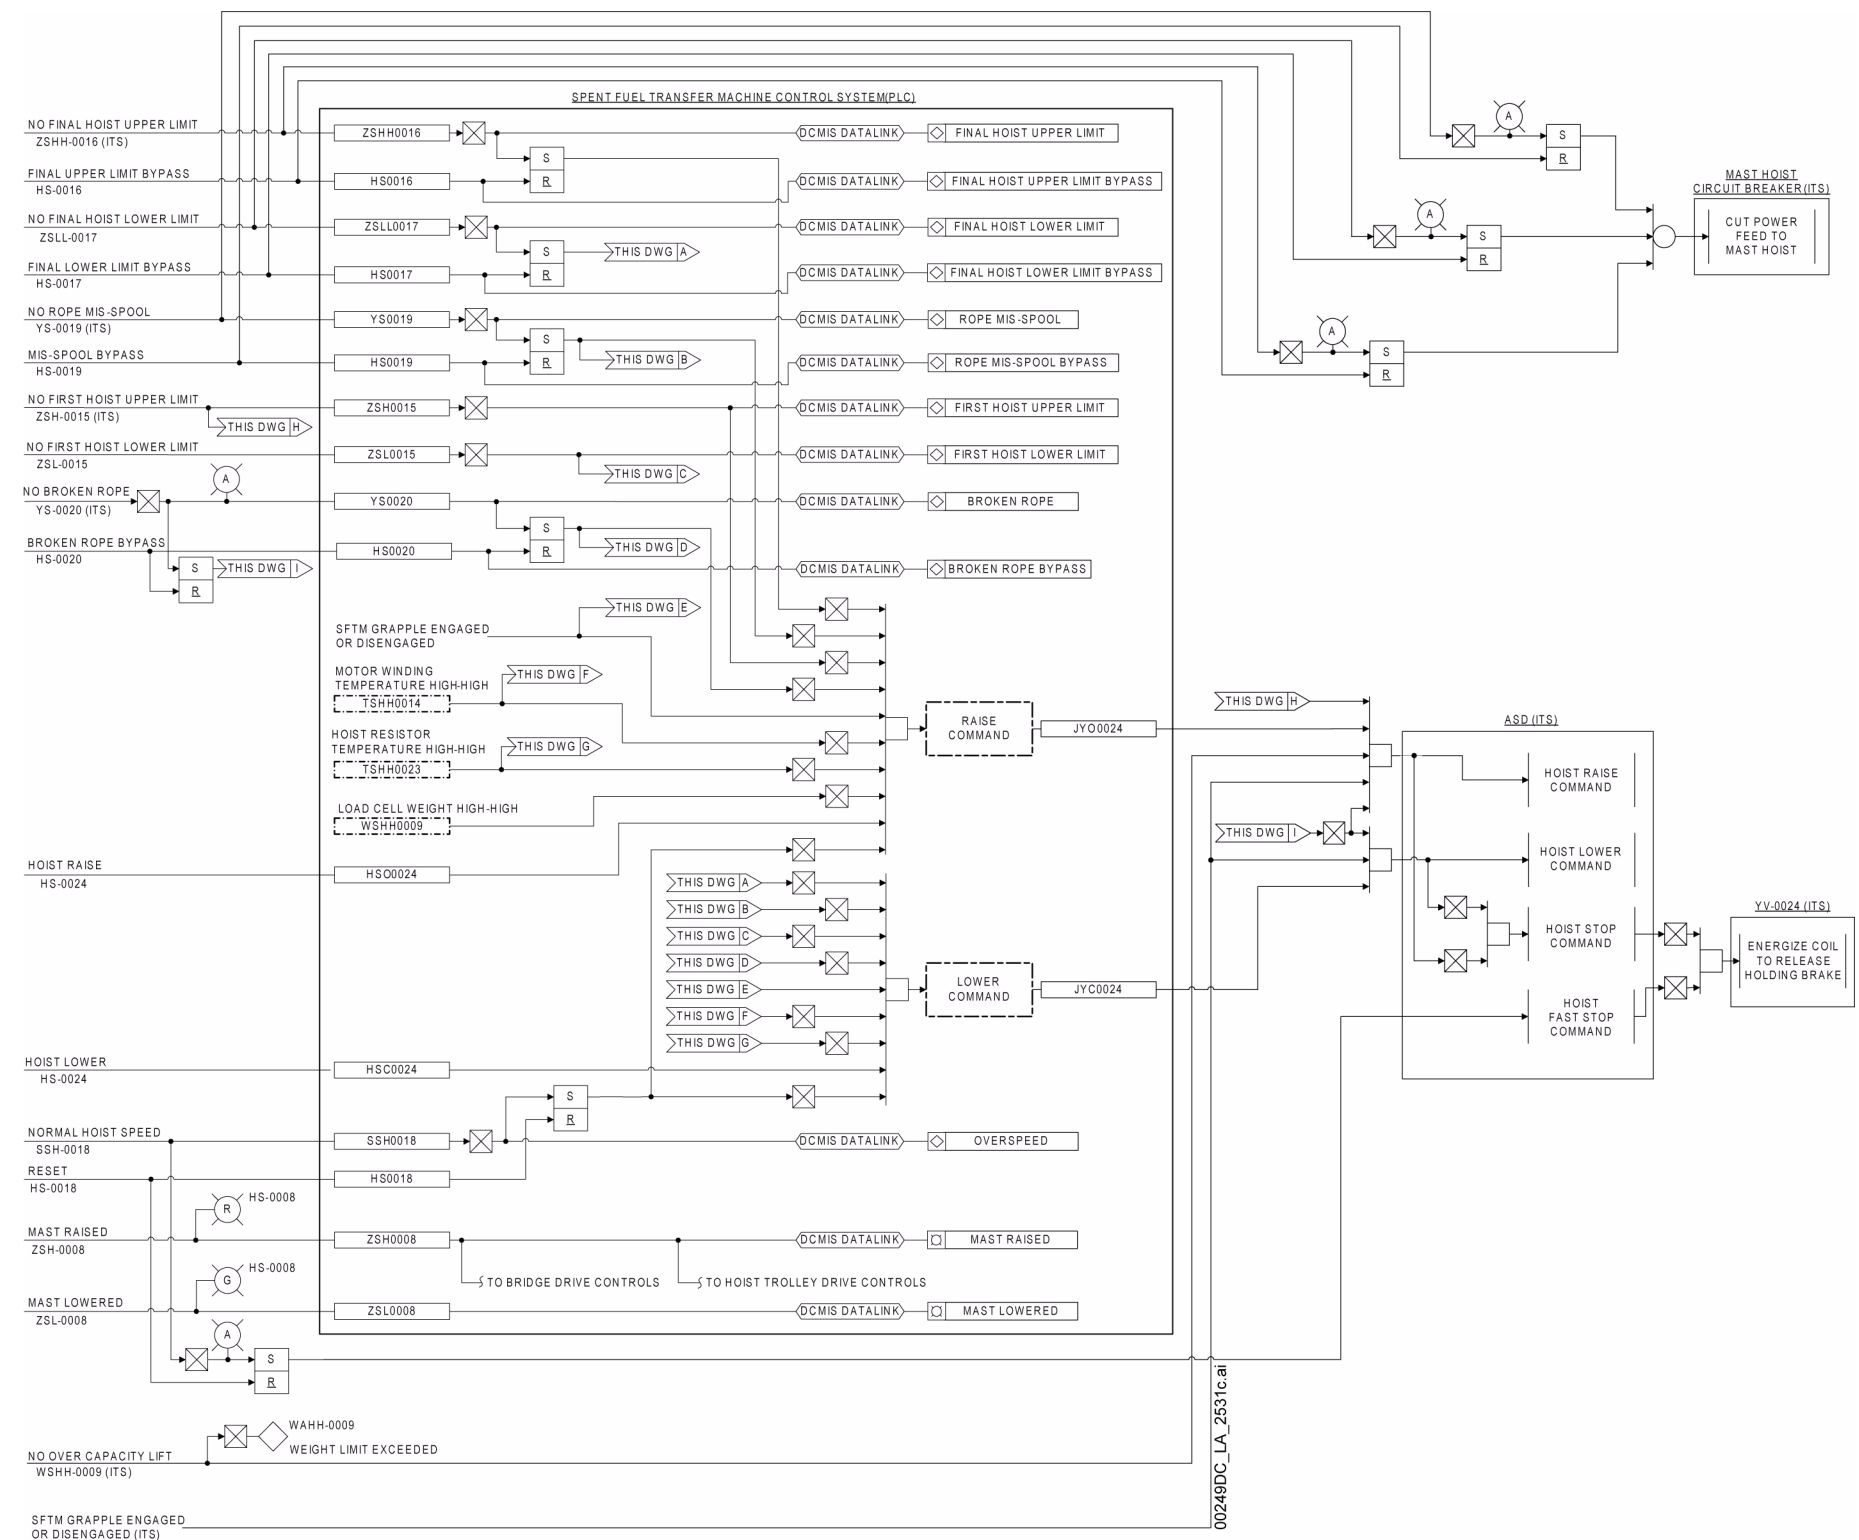 SPENT FUEL TRANSFER MACHINE CONTROL SYSTEM(PLC)
NO FINAL HOIST UPPER LIMIT
ZSHH-0016 (ITS)
ZSHH0016
DCMIS DATALINK
FINAL HOIST UPPER LIMIT
S
R
FINAL UPPER LIMIT BYPASS
HS-0016
HS0016
DCMIS DATALINK
FINAL HOIST UPPER LIMIT BYPASS
NO FINAL HOIST LOWER LIMIT
ZSLL-0017
ZSLL0017
DCMIS DATALINK
FINAL HOIST LOWER LIMIT
S
R
THIS DWG A
FINAL LOWER LIMIT BYPASS
HS-0017
HS0017
DCMIS DATALINK
FINAL HOIST LOWER LIMIT BYPASS
NO ROPE MIS-SPOOL
YS-0019 (ITS)
YS0019
DCMIS DATALINK
ROPE MIS-SPOOL
S
R
THIS DWG B
MIS-SPOOL BYPASS
HS-0019
HS0019
DCMIS DATALINK
ROPE MIS-SPOOL BYPASS
NO FIRST HOIST UPPER LIMIT
ZSH-0015 (ITS)
THIS DWG H
ZSH0015
DCMIS DATALINK
FIRST HOIST UPPER LIMIT
NO FIRST HOIST LOWER LIMIT
ZSL-0015
ZSL0015
THIS DWG C
DCMIS DATALINK
FIRST HOIST LOWER LIMIT
A
NO BROKEN ROPE
YS-0020 (ITS)
YS0020
DCMIS DATALINK
BROKEN ROPE
S
R
THIS DWG D
BROKEN ROPE BYPASS
HS-0020
HS0020
S
R
THIS DWG I
DCMIS DATALINK
BROKEN ROPE BYPASS
A
S
R
A
S
R
A
S
R
MAST HOIST
CIRCUIT BREAKER(ITS)
CUT POWER
FEED TO
MAST HOIST
THIS DWG E
SFTM GRAPPLE ENGAGED
OR DISENGAGED
MOTOR WINDING
TEMPERATURE HIGH-HIGH
TSHH0014
THIS DWG F
HOIST RESISTOR
TEMPERATURE HIGH-HIGH
TSHH0023
THIS DWG G
LOAD CELL WEIGHT HIGH-HIGH
WSHH0009
RAISE
COMMAND
JYO0024
HOIST RAISE
HS-0024
HSO0024
THIS DWG A
THIS DWG B
THIS DWG C
THIS DWG D
THIS DWG E
THIS DWG F
THIS DWG G
LOWER
COMMAND
JYC0024
THIS DWG H
THIS DWG I
ASD (ITS)
HOIST RAISE
COMMAND
HOIST LOWER
COMMAND
HOIST STOP
COMMAND
HOIST
FAST STOP
COMMAND
YV-0024 (ITS)
ENERGIZE COIL
TO RELEASE
HOLDING BRAKE
HOIST LOWER
HS-0024
HSC0024
S
R
NORMAL HOIST SPEED
SSH-0018
SSH0018
DCMIS DATALINK
OVERSPEED
RESET
HS-0018
HS0018
R
HS-0008
MAST RAISED
ZSH-0008
ZSH0008
DCMIS DATALINK
MAST RAISED
TO BRIDGE DRIVE CONTROLS
TO HOIST TROLLEY DRIVE CONTROLS
G
HS-0008
MAST LOWERED
ZSL-0008
ZSL0008
DCMIS DATALINK
MAST LOWERED
A
S
R
WAHH-0009
WEIGHT LIMIT EXCEEDED
NO OVER CAPACITY LIFT
WSHH-0009 (ITS)
SFTM GRAPPLE ENGAGED
OR DISENGAGED (ITS)
00249DC_LA_2531c.ai